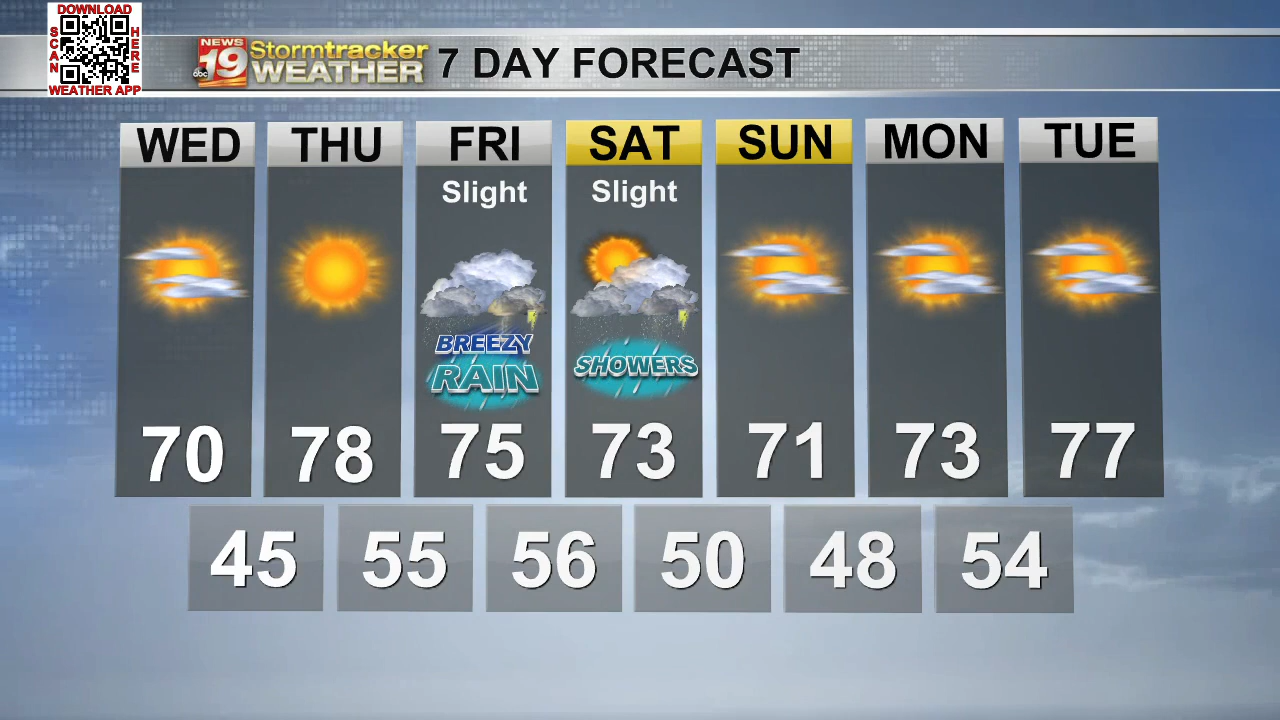 DOWNLOAD
SCAN
HERE
WEATHER APP
NEWS
abc 19
Stormtracker
WEATHER
7 DAY FORECAST
WED THU FRI SAT SUN MON TUE
Slight Slight
BREEZY
RAIN
SHOWERS
70 78 75 73 71 73 77
45 55 56 50 48 54